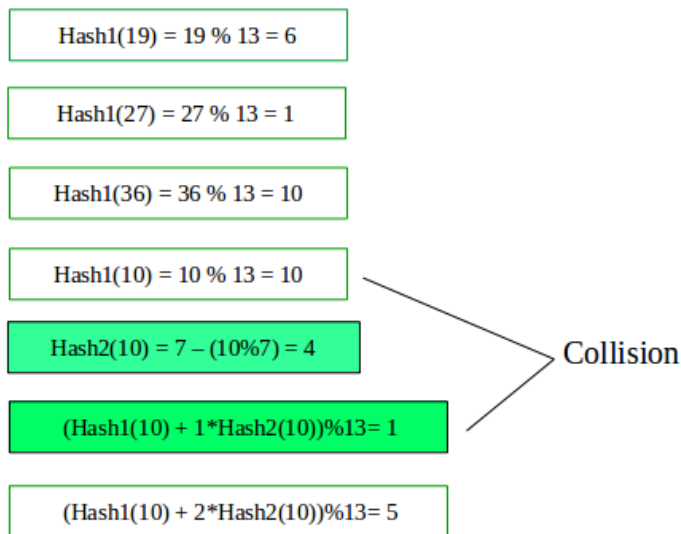 Hash1(19) = 19 % 13 = 6
Hash1(27) = 27 % 13 = 1
Hash1(36) = 36 % 13 = 10
Hash1(10) = 10 % 13 = 10
Hash2(10) = 7 – (10%7) = 4
Collision
(Hash1(10) + 1*Hash2(10))%13= 1
(Hash1(10) + 2*Hash2(10))%13= 5